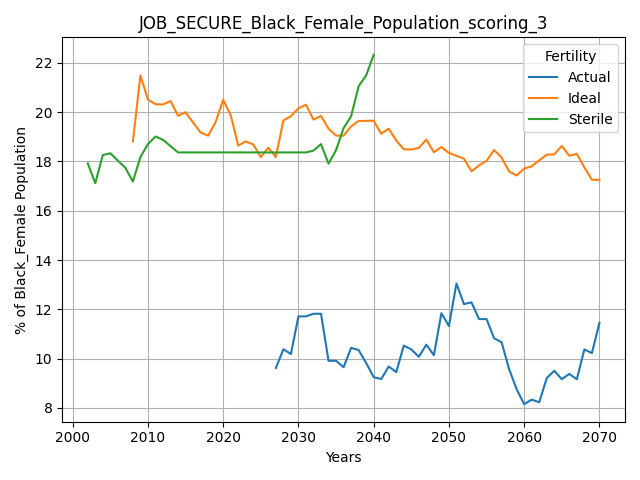 JOB_SECURE_Black_Female_Population_scoring_3
% of Black_Female Population
22
20
18
16
14
12
10
8
Fertility
Actual
Ideal
Sterile
2000 2010 2020 2030 2040 2050 2060 2070
Years